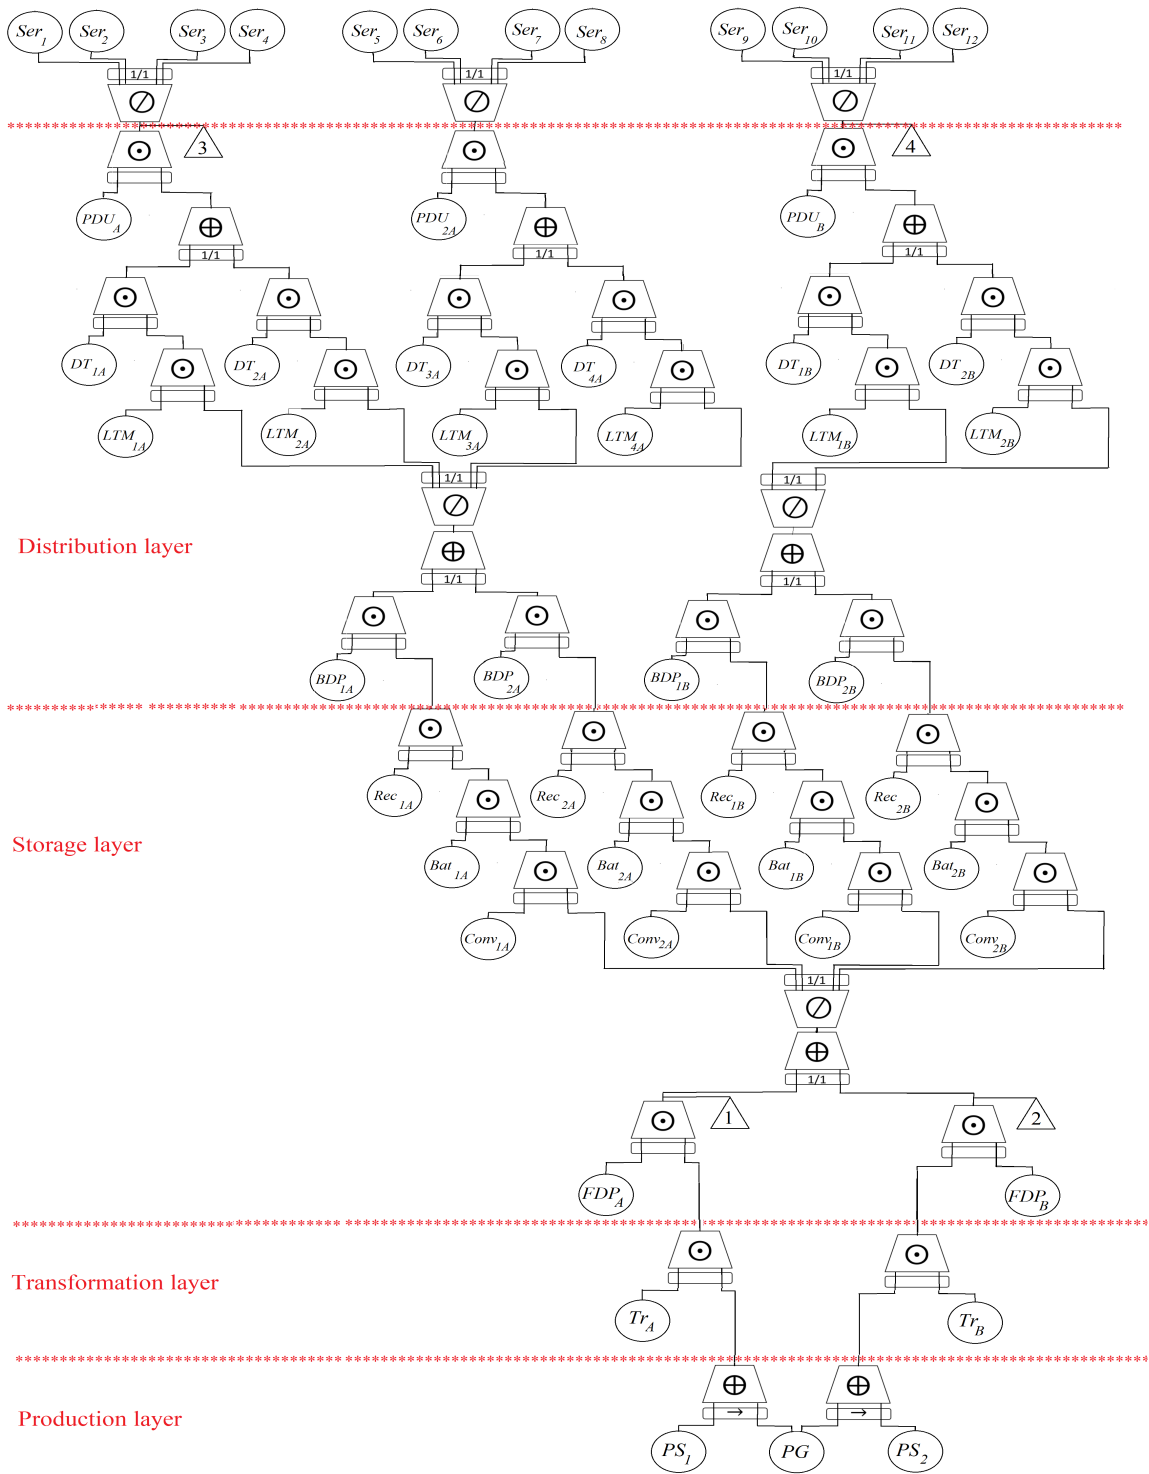 Ser1 Ser2 Ser3 Ser4 Ser5 Ser6 Ser7 Ser8 Ser9 Ser10 Ser11 Ser12
1/1 1/1 1/1
3 4
PDUA PDU2A PDUB
1/1 1/1 1/1
DT1A DT2A DT3A DT4A DT1B DT2B
LTM1A LTM2A LTM3A LTM4A LTM1B LTM2B
1/1 1/1
Distribution layer
1/1 1/1
BDP1A BDP2A BDP1B BDP2B
Rec1A Rec2A Rec1B Rec2B
Storage layer
Bat1A Bat2A Bat1B Bat2B
Conv1A Conv2A Conv1B Conv2B
1/1
1/1
1 2
FDPA FDPB
Transformation layer
TrA TrB
Production layer
→ →
PS1 PG PS2